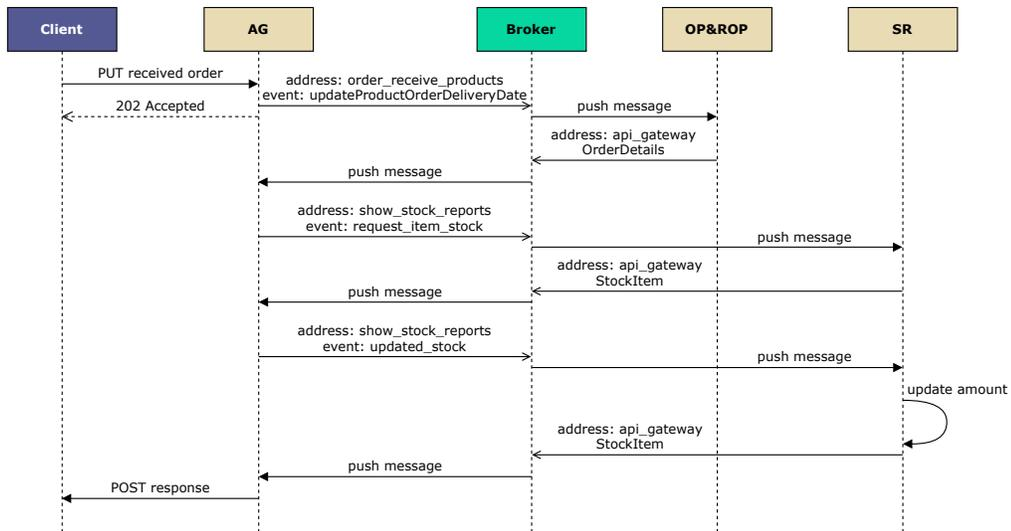 Client
AG
Broker
OP&ROP
SR
PUT received order
address: order_receive_products
event: updateProductOrderDeliveryDate
202 Accepted
push message
address: api_gateway
OrderDetails
push message
address: show_stock_reports
event: request_item_stock
push message
address: api_gateway
StockItem
push message
address: show_stock_reports
event: updated_stock
push message
update amount
address: api_gateway
StockItem
push message
POST response